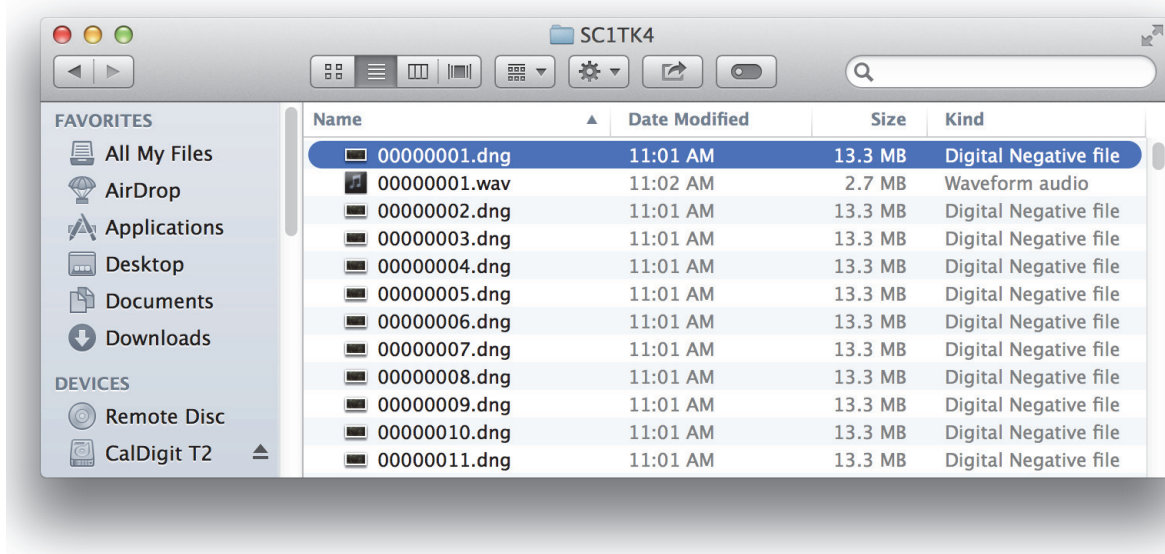 SC1TK4
FAVORITES
All My Files
AirDrop
Applications
Desktop
Documents
Downloads
DEVICES
Remote Disc
CalDigit T2
Name Date Modified Size Kind
00000001.dng 11:01 AM 13.3 MB Digital Negative file
00000001.wav 11:02 AM 2.7 MB Waveform audio
00000002.dng 11:01 AM 13.3 MB Digital Negative file
00000003.dng 11:01 AM 13.3 MB Digital Negative file
00000004.dng 11:01 AM 13.3 MB Digital Negative file
00000005.dng 11:01 AM 13.3 MB Digital Negative file
00000006.dng 11:01 AM 13.3 MB Digital Negative file
00000007.dng 11:01 AM 13.3 MB Digital Negative file
00000008.dng 11:01 AM 13.3 MB Digital Negative file
00000009.dng 11:01 AM 13.3 MB Digital Negative file
00000010.dng 11:01 AM 13.3 MB Digital Negative file
00000011.dng 11:01 AM 13.3 MB Digital Negative file